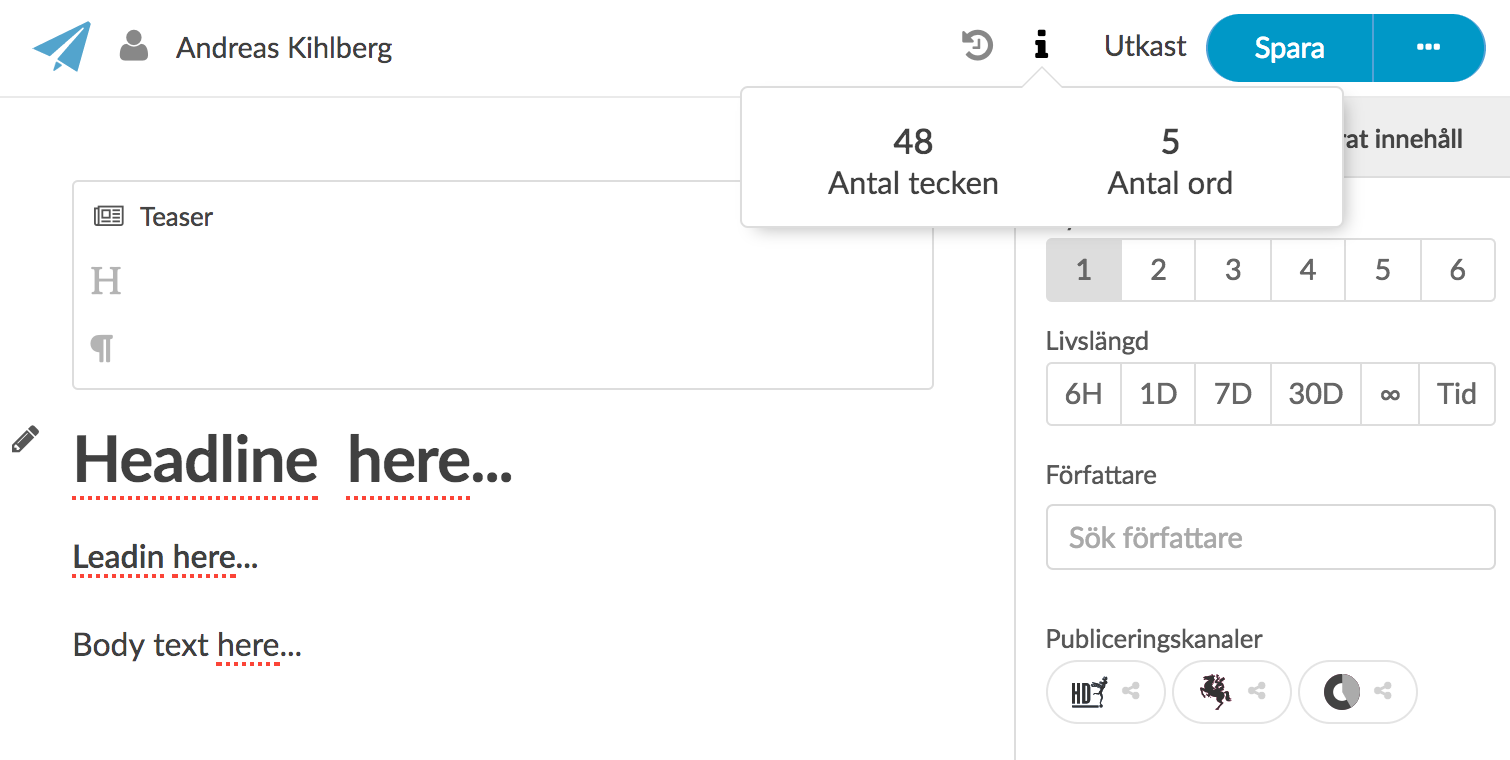 Andreas Kihlberg
Utkast
Spara
48
Antal tecken
5
Antal ord
rat innehåll
Teaser
H
¶
1 2 3 4 5 6
Livslängd
6H 1D 7D 30D ∞ Tid
Headline here...
Författare
Sök författare
Leadin here...
Body text here...
Publiceringskanaler
HD